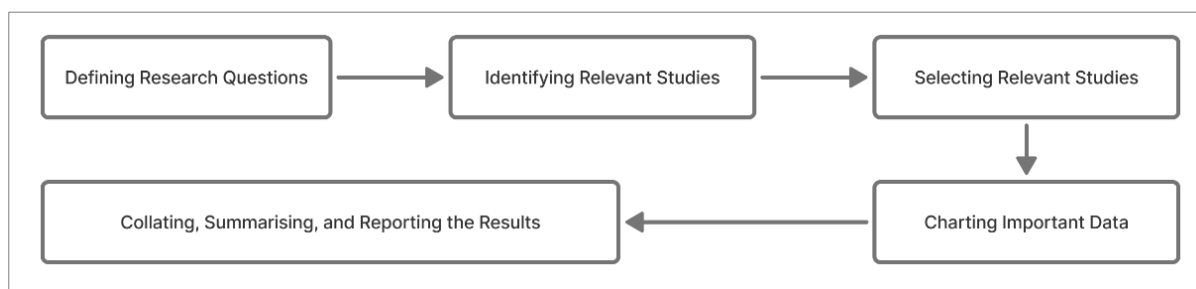 Defining Research Questions
Identifying Relevant Studies
Selecting Relevant Studies
Charting Important Data
Collating, Summarising, and Reporting the Results